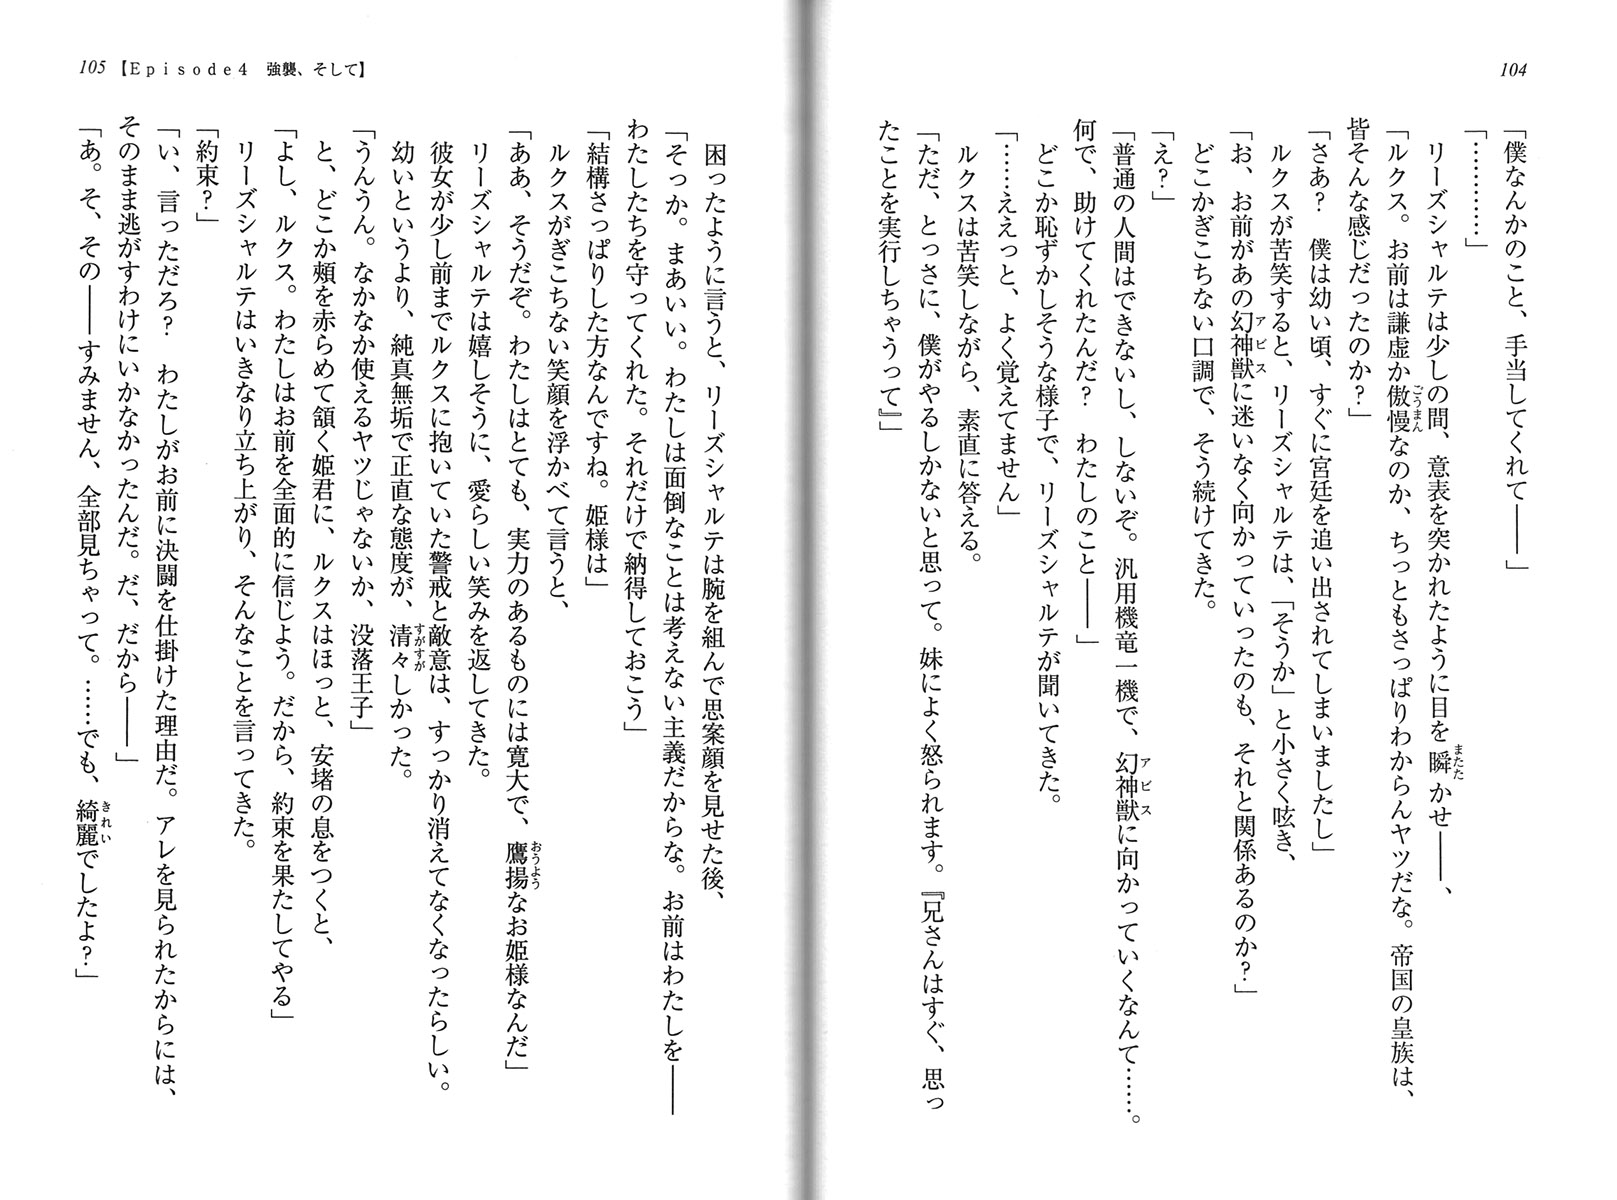 104
「僕なんかのこと、手当してくれて――」
「…………」
　リーズシャルテは少しの間、意表を突かれたように目を瞬かせ――、
「ルクス。お前は謙虚か傲慢なのか、ちっともさっぱりわからんヤツだな。帝国の皇族は、
皆そんな感じだったのか？」
「さあ？　僕は幼い頃、すぐに宮廷を追い出されてしまいましたし」
　ルクスが苦笑すると、リーズシャルテは、「そうか」と小さく呟き、
「お、お前があの幻神獣に迷いなく向かっていったのも、それと関係あるのか？」
　どこかぎこちない口調で、そう続けてきた。
「え？」
「普通の人間はできないし、しないぞ。汎用機竜一機で、幻神獣に向かっていくなんて……。
何で、助けてくれたんだ？　わたしのこと――」
　どこか恥ずかしそうな様子で、リーズシャルテが聞いてきた。
「……ええっと、よく覚えてません」
　ルクスは苦笑しながら、素直に答える。
「ただ、とっさに、僕がやるしかないと思って。妹によく怒られます。『兄さんはすぐ、思っ
たことを実行しちゃうって』」
105【Episode4　強襲、そして】
　困ったように言うと、リーズシャルテは腕を組んで思案顔を見せた後、
「そっか。まあいい。わたしは面倒なことは考えない主義だからな。お前はわたしを――
わたしたちを守ってくれた。それだけで納得しておこう」
「結構さっぱりした方なんですね。姫様は」
　ルクスがぎこちない笑顔を浮かべて言うと、
「ああ、そうだぞ。わたしはとても、実力のあるものには寛大で、鷹揚なお姫様なんだ」
　リーズシャルテは嬉しそうに、愛らしい笑みを返してきた。
　彼女が少し前までルクスに抱いていた警戒と敵意は、すっかり消えてなくなったらしい。
　幼いというより、純真無垢で正直な態度が、清々しかった。
「うんうん。なかなか使えるヤツじゃないか、没落王子」
　と、どこか頬を赤らめて頷く姫君に、ルクスはほっと、安堵の息をつくと、
「よし、ルクス。わたしはお前を全面的に信じよう。だから、約束を果たしてやる」
　リーズシャルテはいきなり立ち上がり、そんなことを言ってきた。
「約束？」
「い、言っただろ？　わたしがお前に決闘を仕掛けた理由だ。アレを見られたからには、
そのまま逃がすわけにいかなかったんだ。だ、だから――」
「あ。そ、その――すみません、全部見ちゃって。……でも、綺麗でしたよ？」